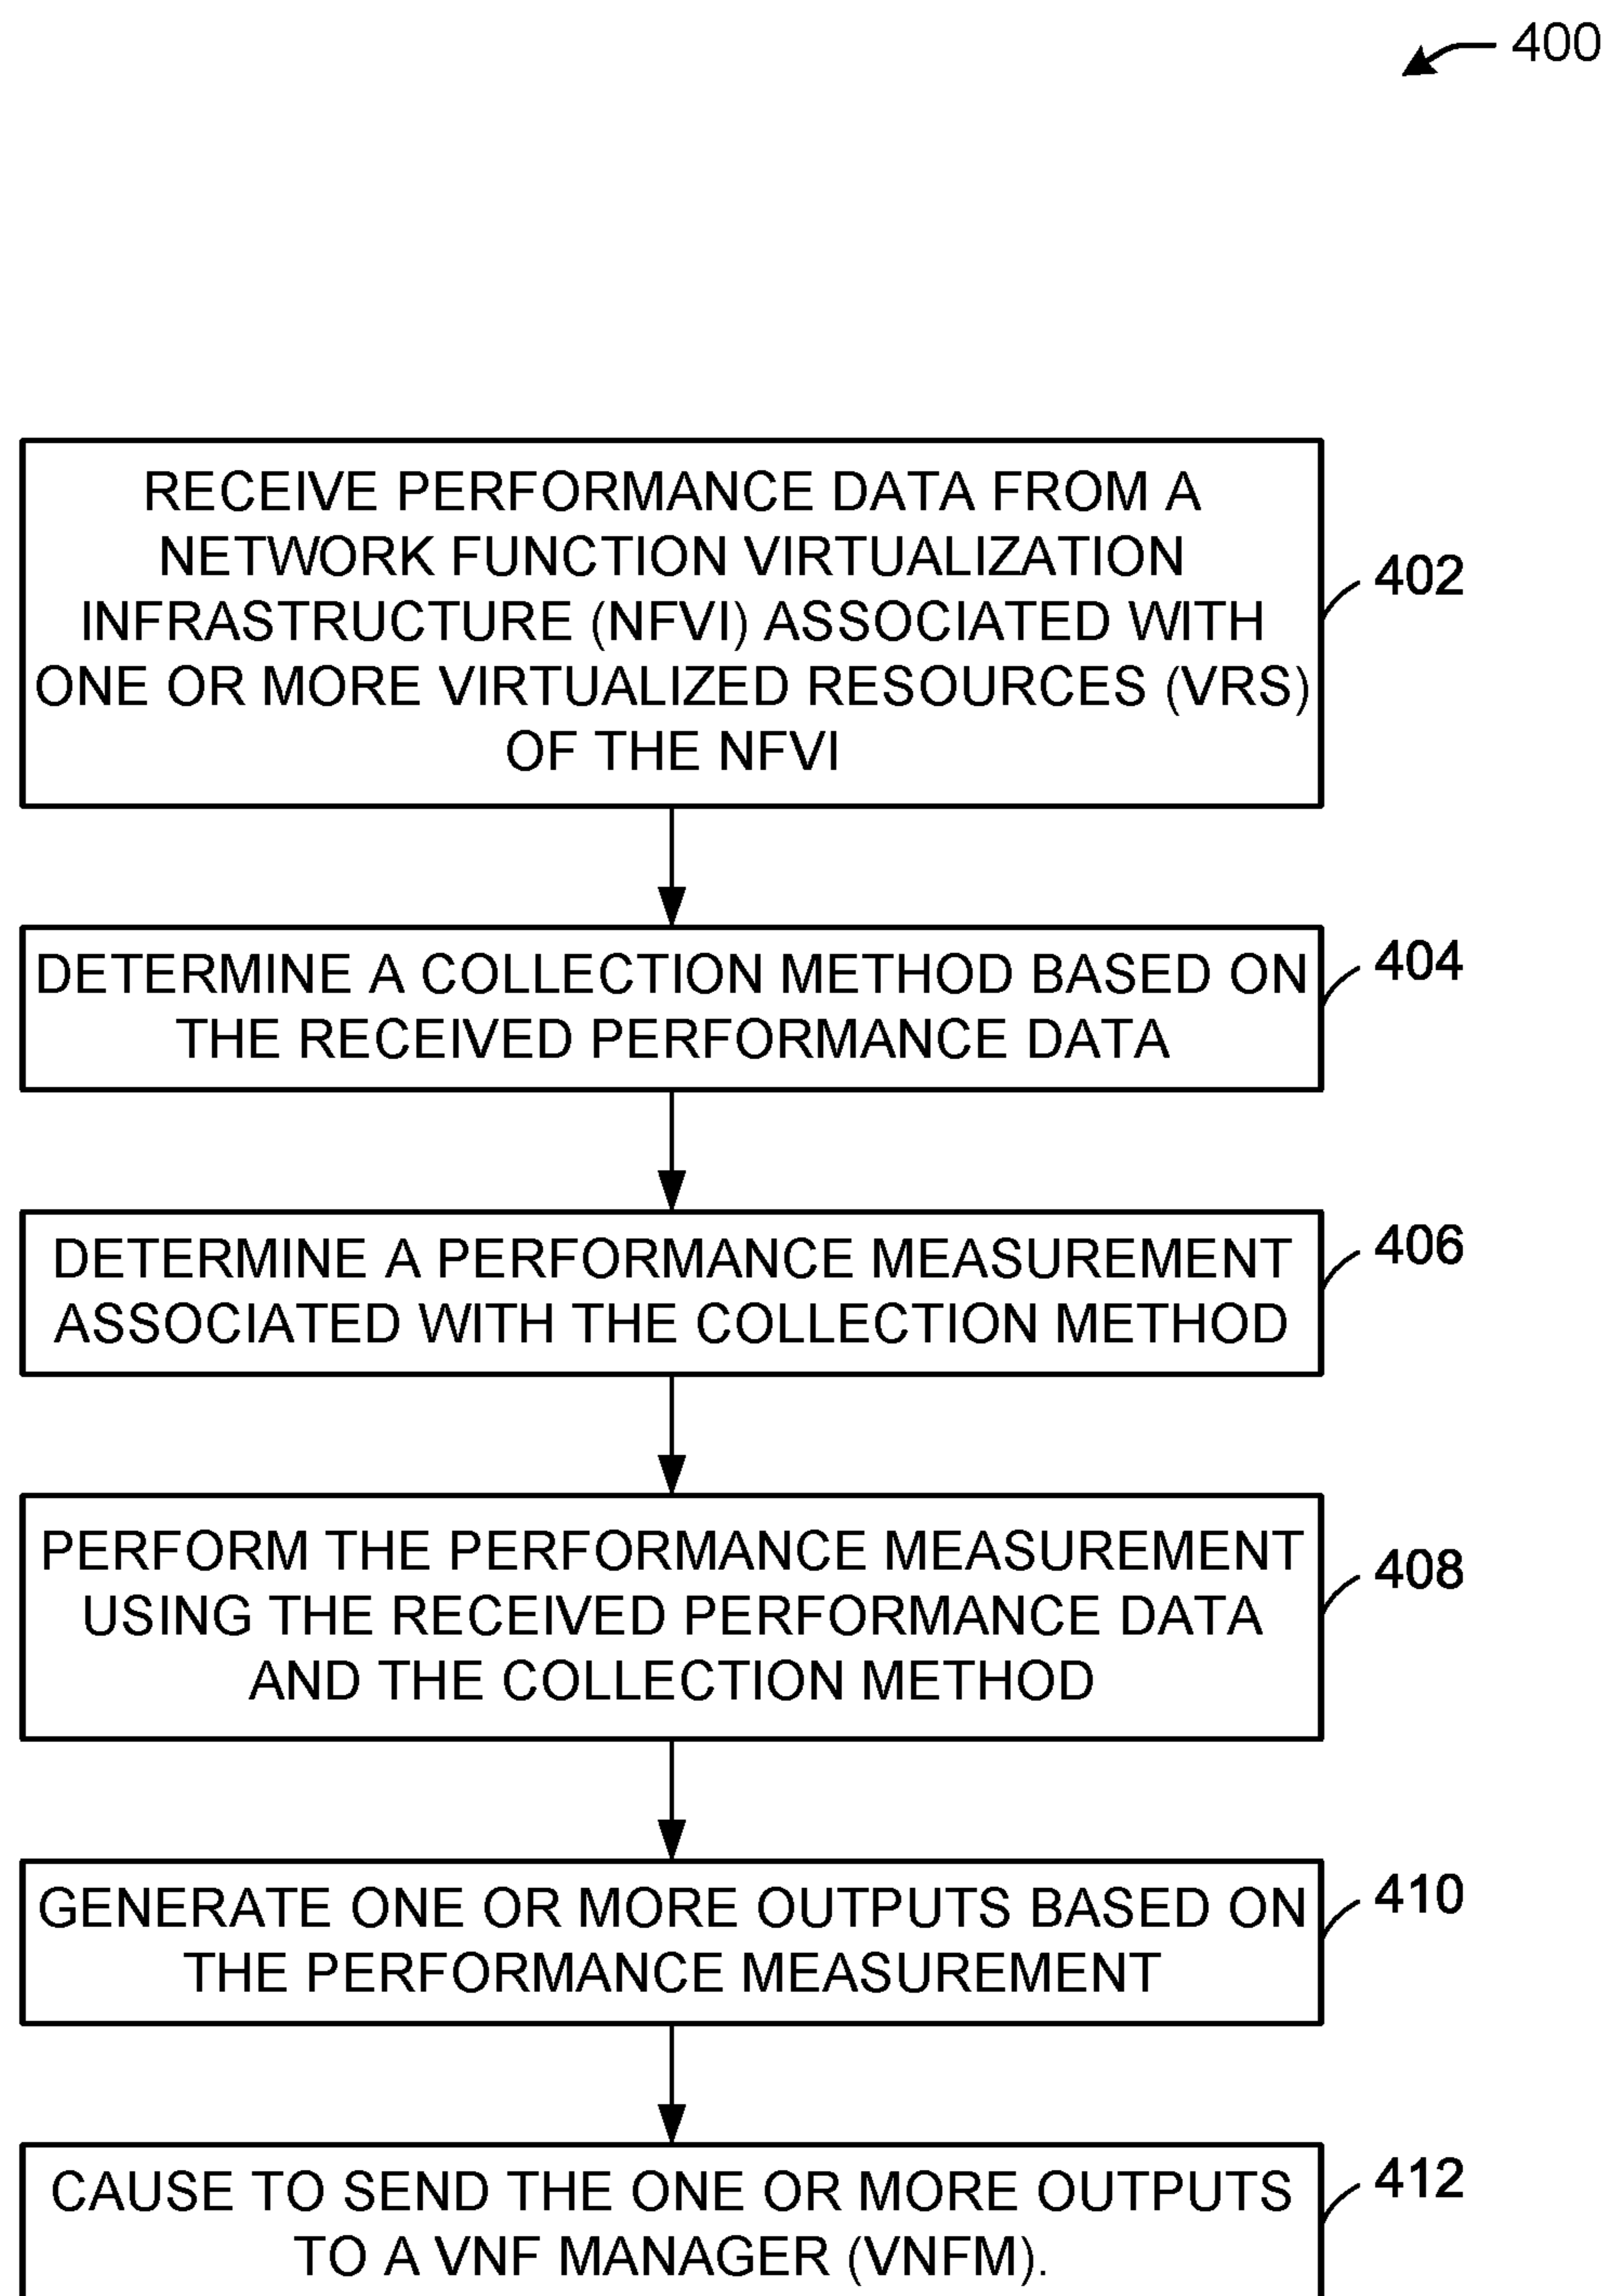 400
RECEIVE PERFORMANCE DATA FROM A
NETWORK FUNCTION VIRTUALIZATION
INFRASTRUCTURE (NFVI) ASSOCIATED WITH
ONE OR MORE VIRTUALIZED RESOURCES (VRS)
OF THE NFVI
402
DETERMINE A COLLECTION METHOD BASED ON
THE RECEIVED PERFORMANCE DATA
404
DETERMINE A PERFORMANCE MEASUREMENT
ASSOCIATED WITH THE COLLECTION METHOD
406
PERFORM THE PERFORMANCE MEASUREMENT
USING THE RECEIVED PERFORMANCE DATA
AND THE COLLECTION METHOD
408
GENERATE ONE OR MORE OUTPUTS BASED ON
THE PERFORMANCE MEASUREMENT
410
CAUSE TO SEND THE ONE OR MORE OUTPUTS
TO A VNF MANAGER (VNFM).
412